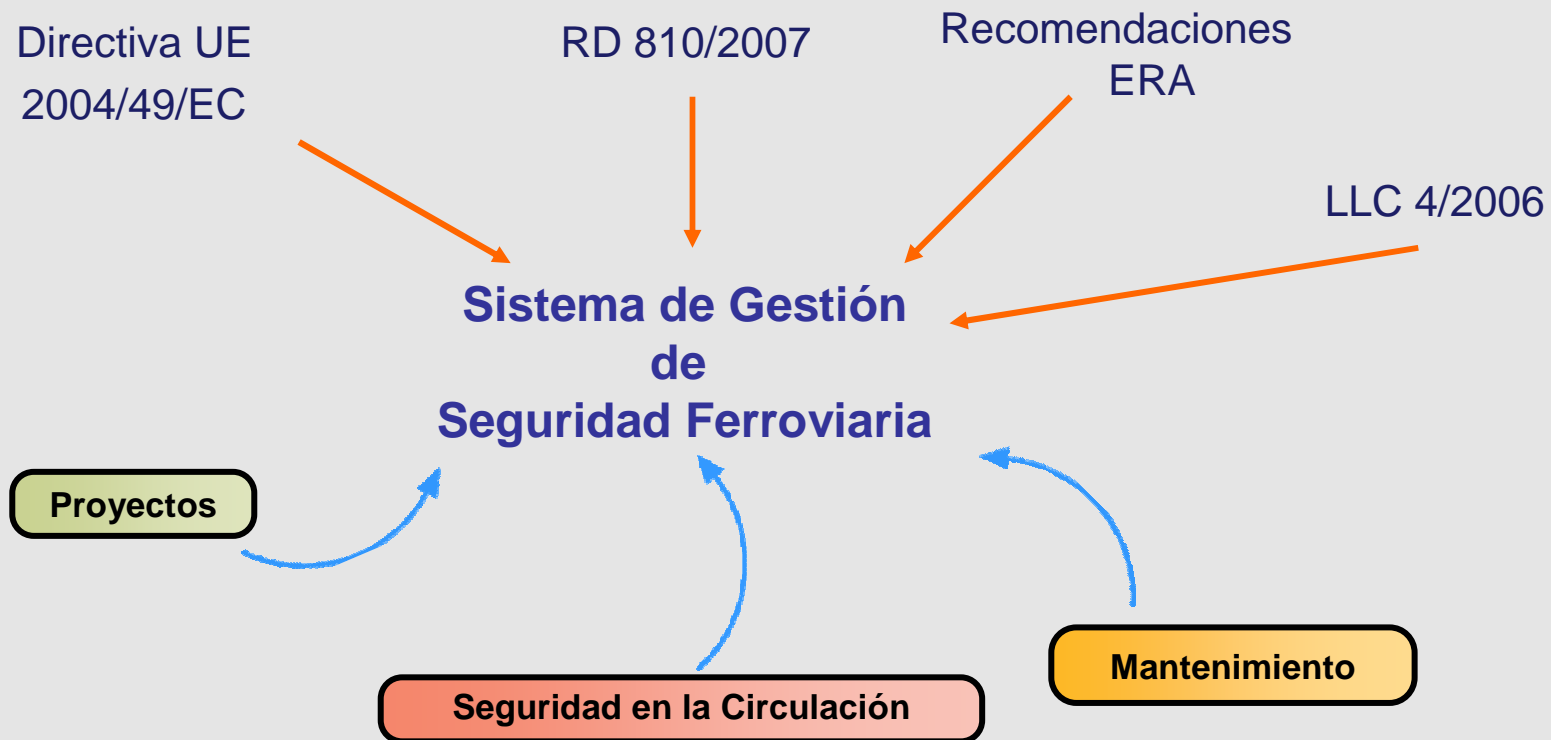 Directiva UE
2004/49/EC
RD 810/2007
Recomendaciones
ERA
LLC 4/2006
Sistema de Gestión
de
Seguridad Ferroviaria
Proyectos
Seguridad en la Circulación
Mantenimiento